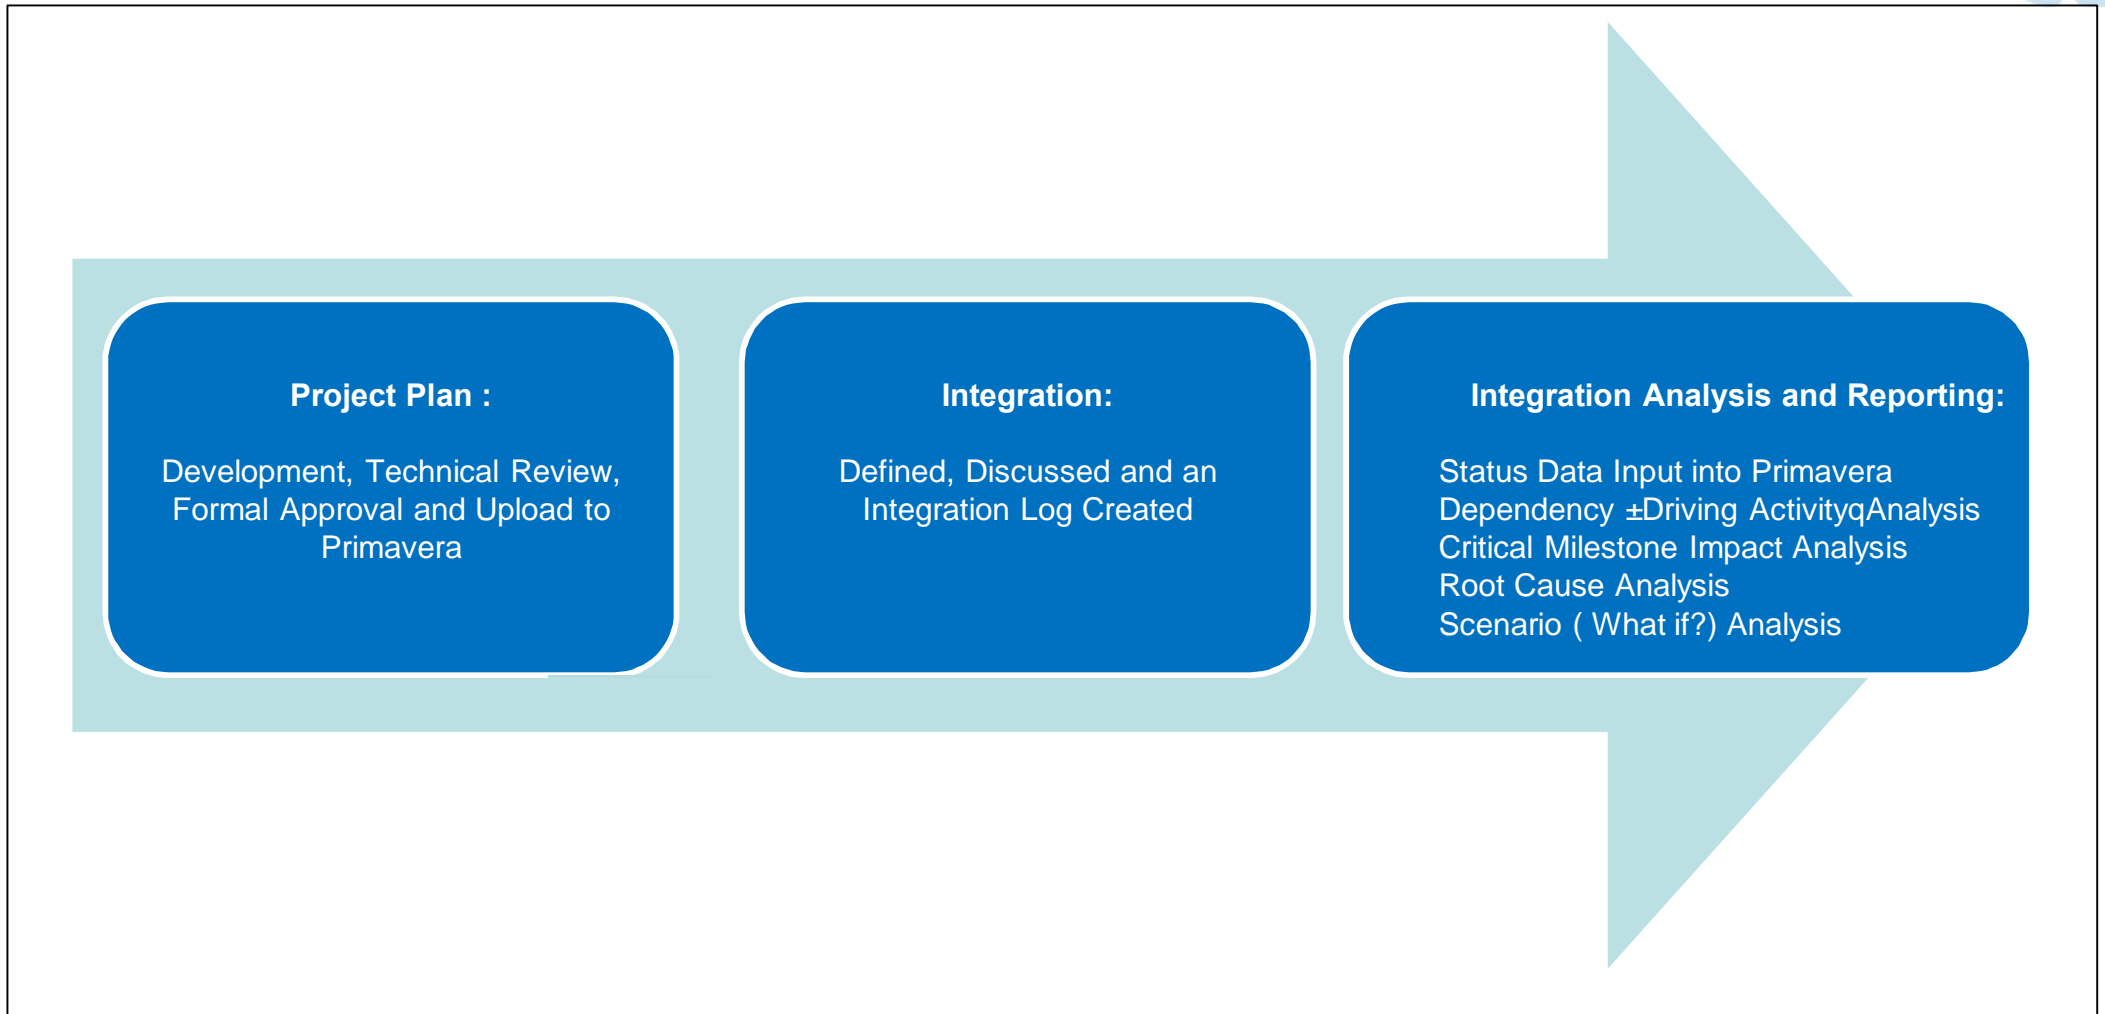 Project Plan :
Development, Technical Review,
Formal Approval and Upload to
Primavera
Integration:
Defined, Discussed and an
Integration Log Created
Integration Analysis and Reporting:
Status Data Input into Primavera
Dependency ±Driving ActivityqAnalysis
Critical Milestone Impact Analysis
Root Cause Analysis
Scenario ( What if?) Analysis